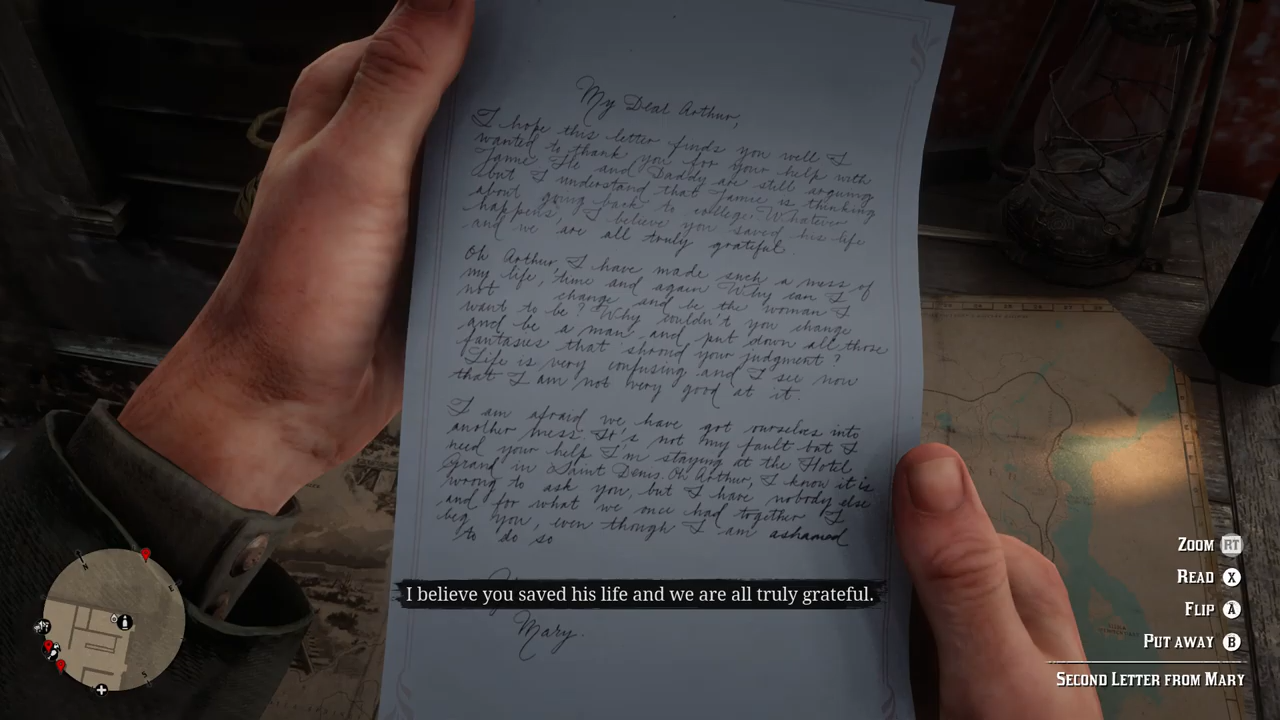 My Dear Arthur,
I hope this letter finds you well I
wanted to thank you for your help with
Jamie. He and Daddy are still arguing
but I understand that Jamie is thinking
about going back to college. Whatever
happens, I believe you saved his life
and we are all truly grateful.
Oh Arthur, I have made such a mess of
my life, time and again Why can I
not change and be the woman I
want to be? Why couldn't you change
and be a man and put down all those
fantasies that shroud your judgment?
Life is very confusing and I see now
that I am not very good at it.
I am afraid we have got ourselves into
another mess. It's not my fault but I
need your help I'm staying at the Hotel
Grand in Saint Denis. Oh Arthur, I know it is
wrong to ask you, but I have nobody else
and for what we once had together I
beg you, even though I am ashamed
to do so
I believe you saved his life and we are all truly grateful.
Mary.
ZOOM RT
READ X
FLIP A
PUT AWAY B
SECOND LETTER FROM MARY